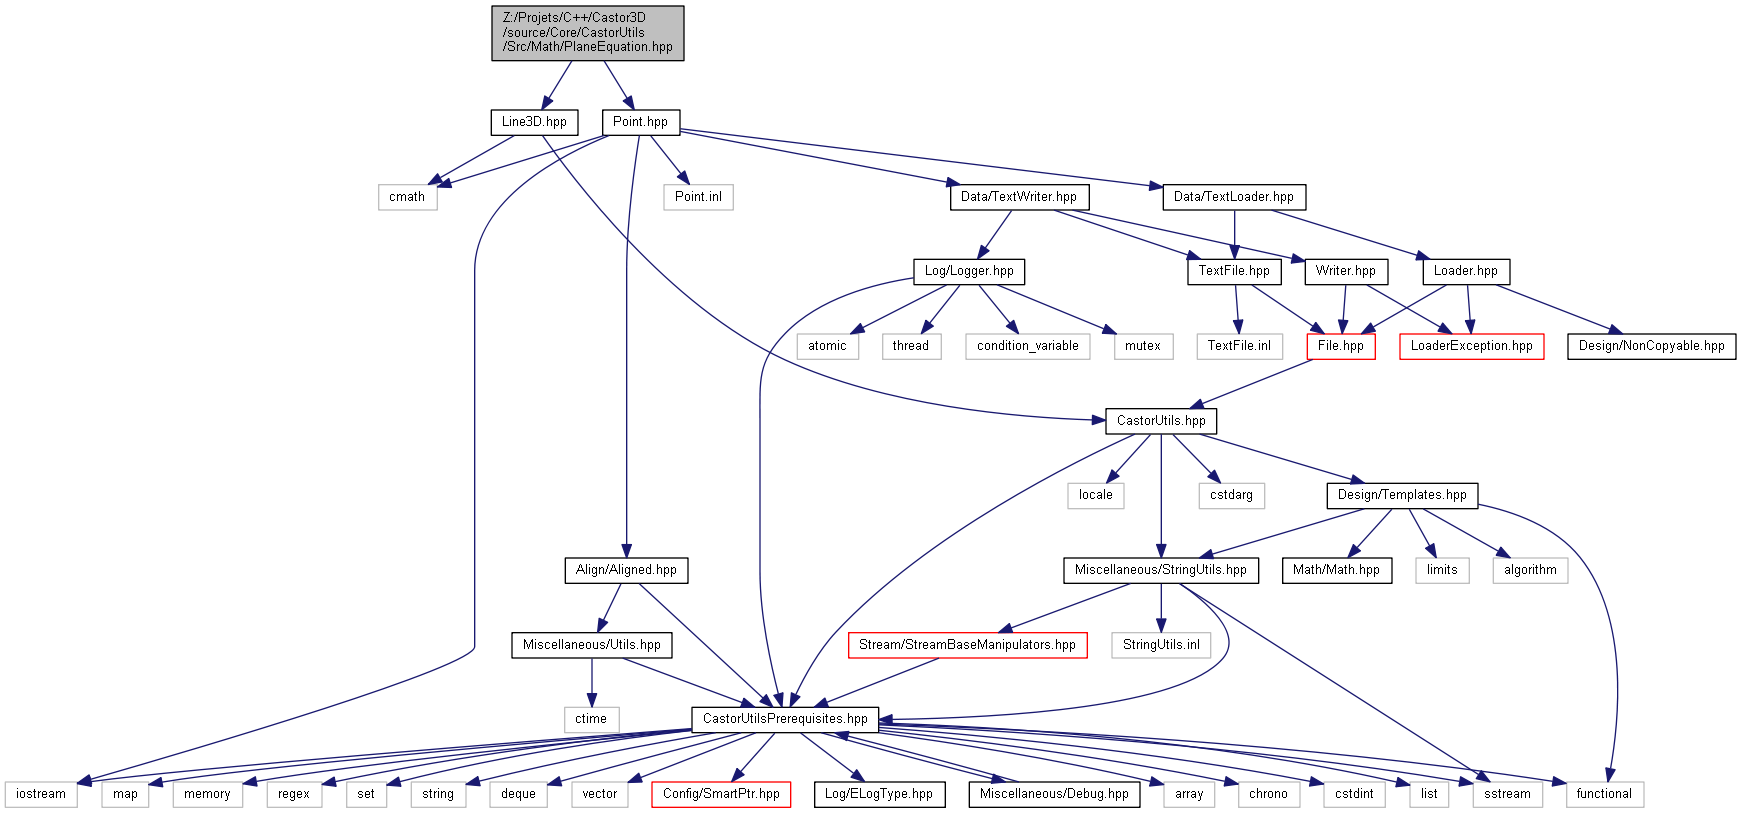 Z:/Projets/C++/Castor3D
/source/Core/CastorUtils
/Src/Math/PlaneEquation.hpp
Line3D.hpp
Point.hpp
cmath
Point.inl
Data/TextWriter.hpp
Data/TextLoader.hpp
Log/Logger.hpp
TextFile.hpp
Writer.hpp
Loader.hpp
atomic
thread
condition_variable
mutex
TextFile.inl
File.hpp
LoaderException.hpp
Design/NonCopyable.hpp
CastorUtils.hpp
locale
cstdarg
Design/Templates.hpp
Align/Aligned.hpp
Miscellaneous/StringUtils.hpp
Math/Math.hpp
limits
algorithm
Miscellaneous/Utils.hpp
Stream/StreamBaseManipulators.hpp
StringUtils.inl
ctime
CastorUtilsPrerequisites.hpp
iostream
map
memory
regex
set
string
deque
vector
Config/SmartPtr.hpp
Log/ELogType.hpp
Miscellaneous/Debug.hpp
array
chrono
cstdint
list
sstream
functional